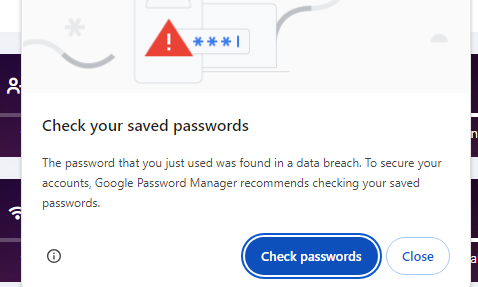 ***|
Check your saved passwords
The password that you just used was found in a data breach. To secure your
accounts, Google Password Manager recommends checking your saved
passwords.
Check passwords
Close